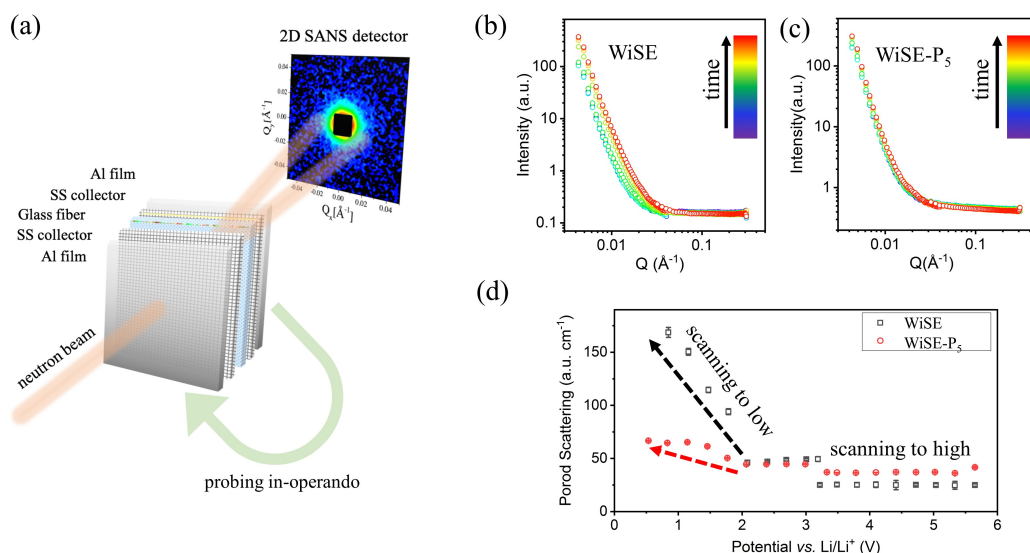 (a)
2D SANS detector
0.04
0.02
0.00
-0.02
-0.04
Qy[Å⁻¹]
-0.04 -0.02 0.00 0.02 0.04
Qx[Å⁻¹]
Al film
SS collector
Glass fiber
SS collector
Al film
neutron beam
probing in-operando
(b)
WiSE
time
100
10
1
0.1
Intensity (a.u.)
0.01 0.1
Q (Å⁻¹)
(c)
WiSE-P₅
time
100
10
1
Intensity(a.u.)
0.01 0.1
Q(Å⁻¹)
(d)
WiSE
WiSE-P₅
scanning to low
scanning to high
150
100
50
0
Porod Scattering (a.u. cm⁻¹)
0 1 2 3 4 5 6
Potential vs. Li/Li⁺ (V)